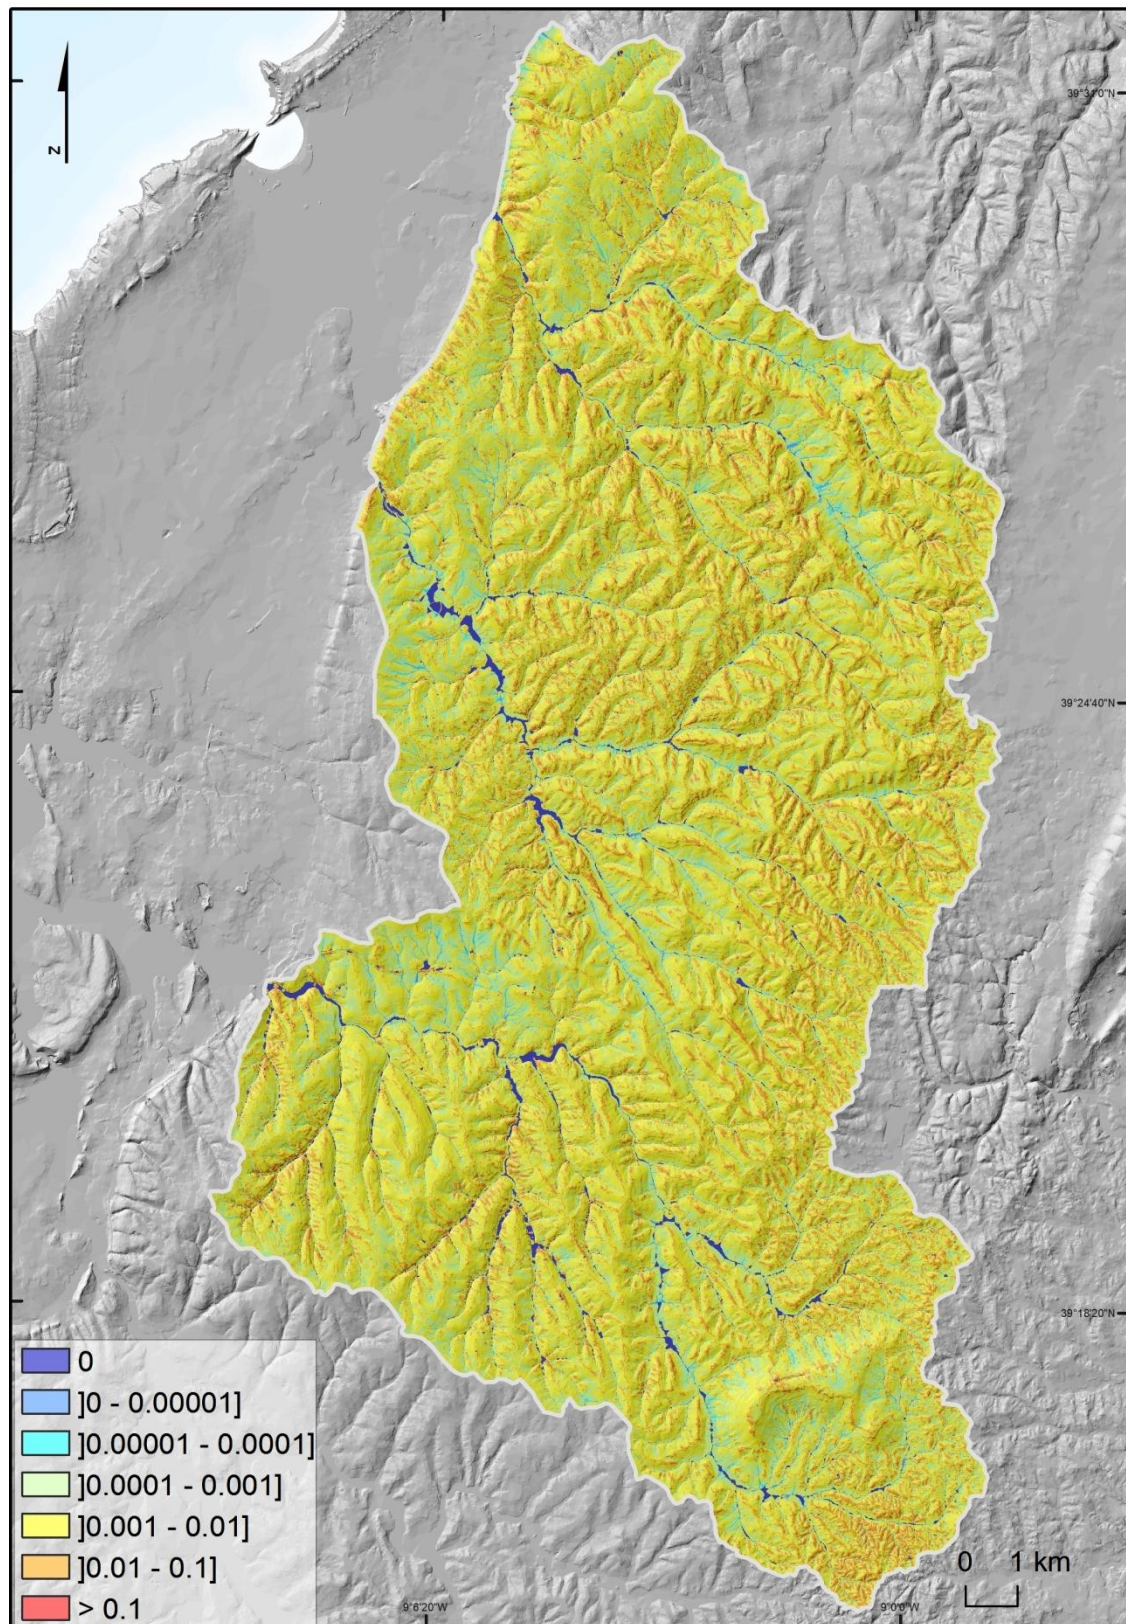 N
39°31'0"N
39°24'40"N
39°18'20"N
0
]0 - 0.00001]
]0.00001 - 0.0001]
]0.0001 - 0.001]
]0.001 - 0.01]
]0.01 - 0.1]
> 0.1
0 1 km
9°6'20"W
9°0'0"W